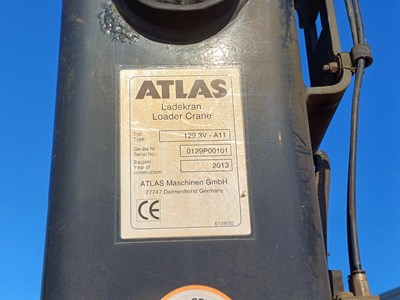 ATLAS
Ladekran
Loader Crane
Typ:
Type:
129.3V - A11
Geräte Nr.
Serial No.:
0129P00101
Baujahr
Year of
construction:
2013
ATLAS Maschinen GmbH
27747 Delmenhorst Germany
CE